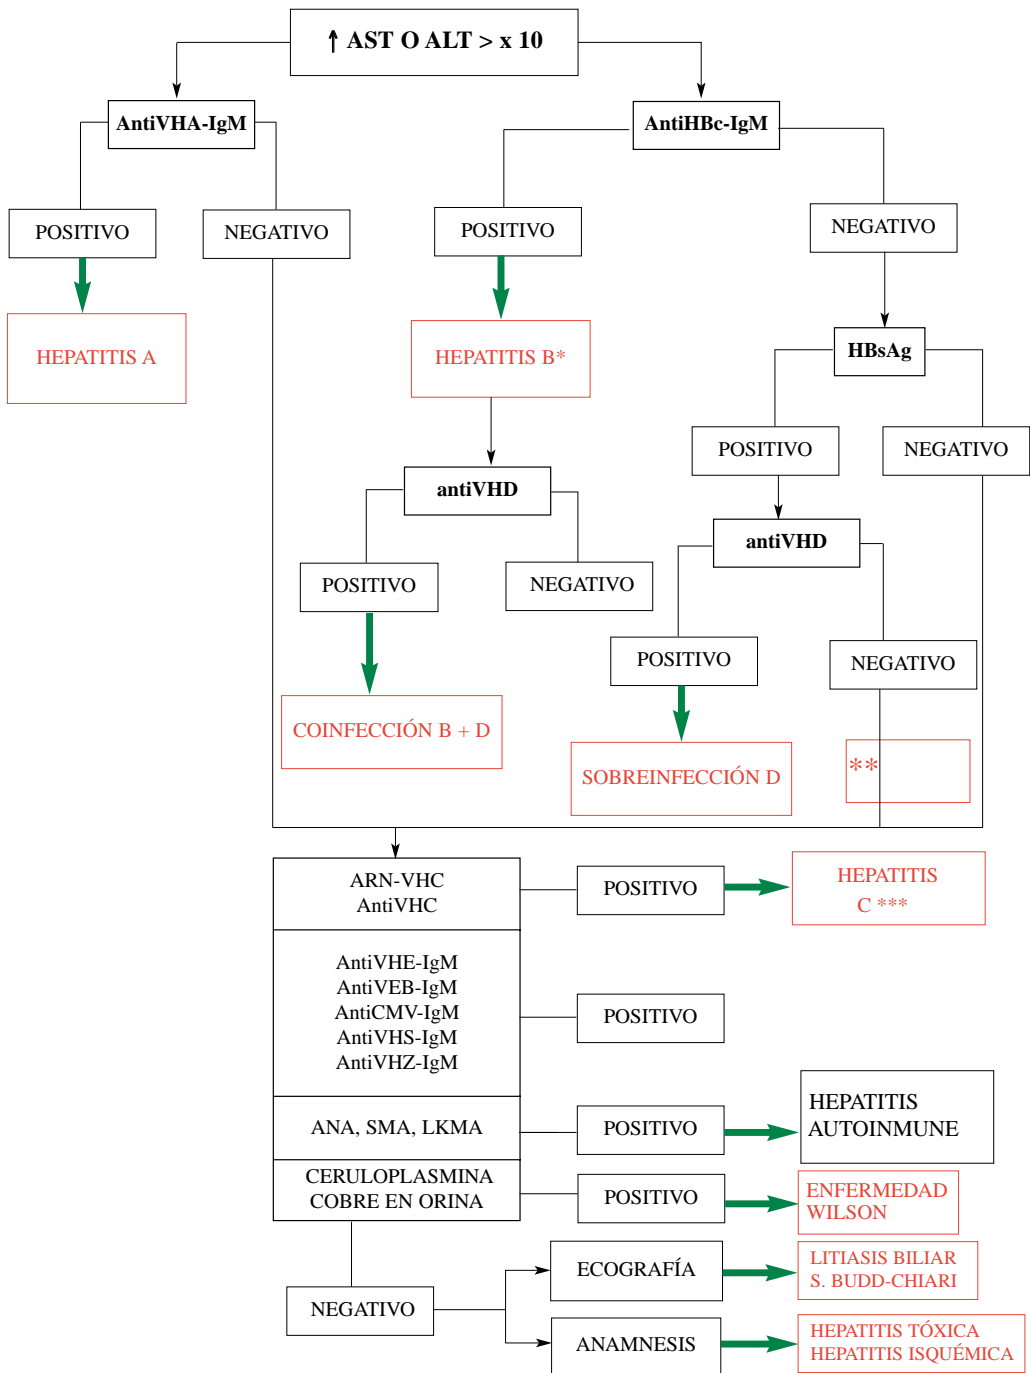 ↑ AST O ALT > x 10
AntiVHA-IgM
AntiHBc-IgM
POSITIVO
NEGATIVO
POSITIVO
NEGATIVO
HEPATITIS A
HEPATITIS B*
HBsAg
POSITIVO
NEGATIVO
antiVHD
antiVHD
POSITIVO
NEGATIVO
POSITIVO
NEGATIVO
COINFECCIÓN B + D
SOBREINFECCIÓN D
**
ARN-VHC
AntiVHC
POSITIVO
HEPATITIS
C ***
AntiVHE-IgM
AntiVEB-IgM
AntiCMV-IgM
AntiVHS-IgM
AntiVHZ-IgM
POSITIVO
ANA, SMA, LKMA
POSITIVO
HEPATITIS
AUTOINMUNE
CERULOPLASMINA
COBRE EN ORINA
POSITIVO
ENFERMEDAD
WILSON
NEGATIVO
ECOGRAFÍA
LITIASIS BILIAR
S. BUDD-CHIARI
ANAMNESIS
HEPATITIS TÓXICA
HEPATITIS ISQUÉMICA